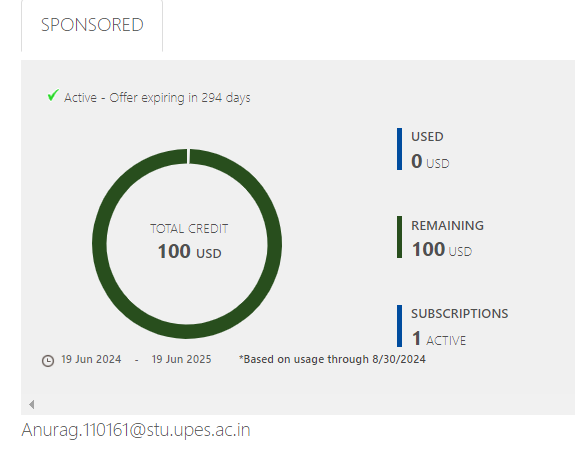 SPONSORED
Active - Offer expiring in 294 days
USED
0 USD
TOTAL CREDIT
100 USD
REMAINING
100 USD
SUBSCRIPTIONS
1 ACTIVE
19 Jun 2024 - 19 Jun 2025 *Based on usage through 8/30/2024
Anurag.110161@stu.upes.ac.in